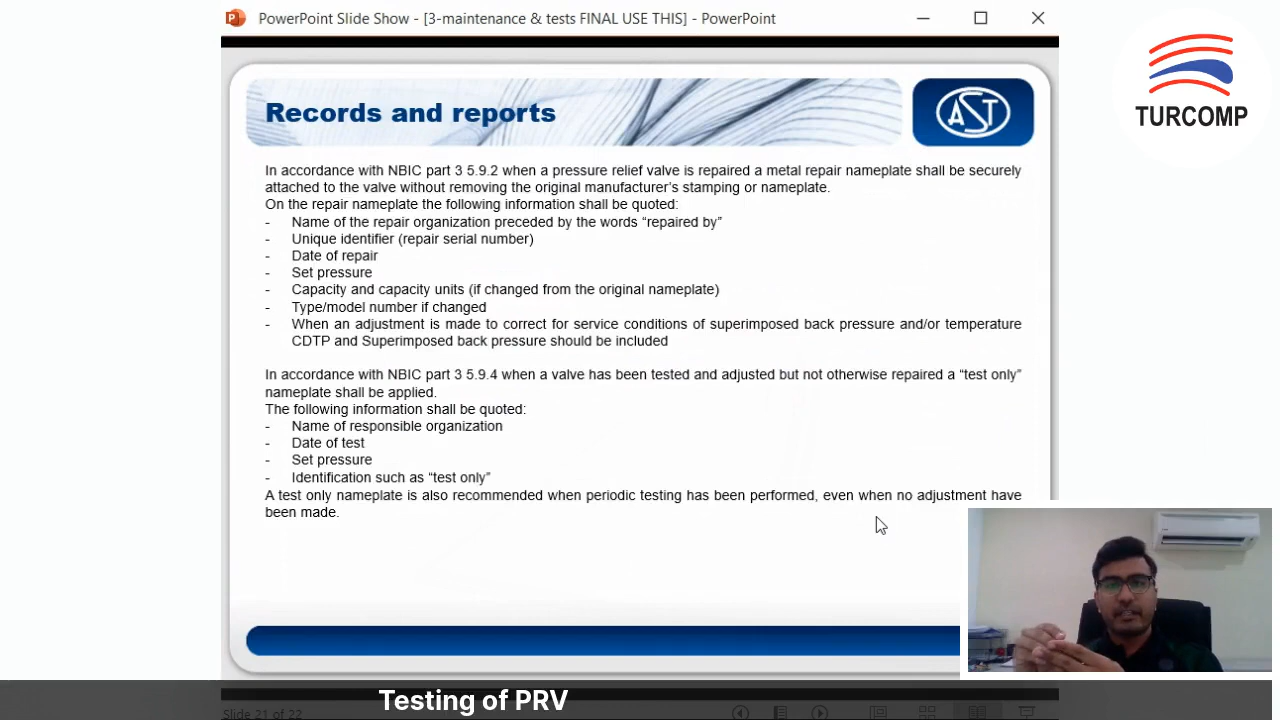 PowerPoint Slide Show - [3-maintenance & tests FINAL USE THIS] - PowerPoint
TURCOMP
Records and reports
AST
In accordance with NBIC part 3 5.9.2 when a pressure relief valve is repaired a metal repair nameplate shall be securely
attached to the valve without removing the original manufacturer's stamping or nameplate.
On the repair nameplate the following information shall be quoted:
- Name of the repair organization preceded by the words “repaired by”
- Unique identifier (repair serial number)
- Date of repair
- Set pressure
- Capacity and capacity units (if changed from the original nameplate)
- Type/model number if changed
- When an adjustment is made to correct for service conditions of superimposed back pressure and/or temperature
CDTP and Superimposed back pressure should be included
In accordance with NBIC part 3 5.9.4 when a valve has been tested and adjusted but not otherwise repaired a “test only”
nameplate shall be applied.
The following information shall be quoted:
- Name of responsible organization
- Date of test
- Set pressure
- Identification such as “test only”
A test only nameplate is also recommended when periodic testing has been performed, even when no adjustment have
been made.
Testing of PRV
Slide 21 of 22